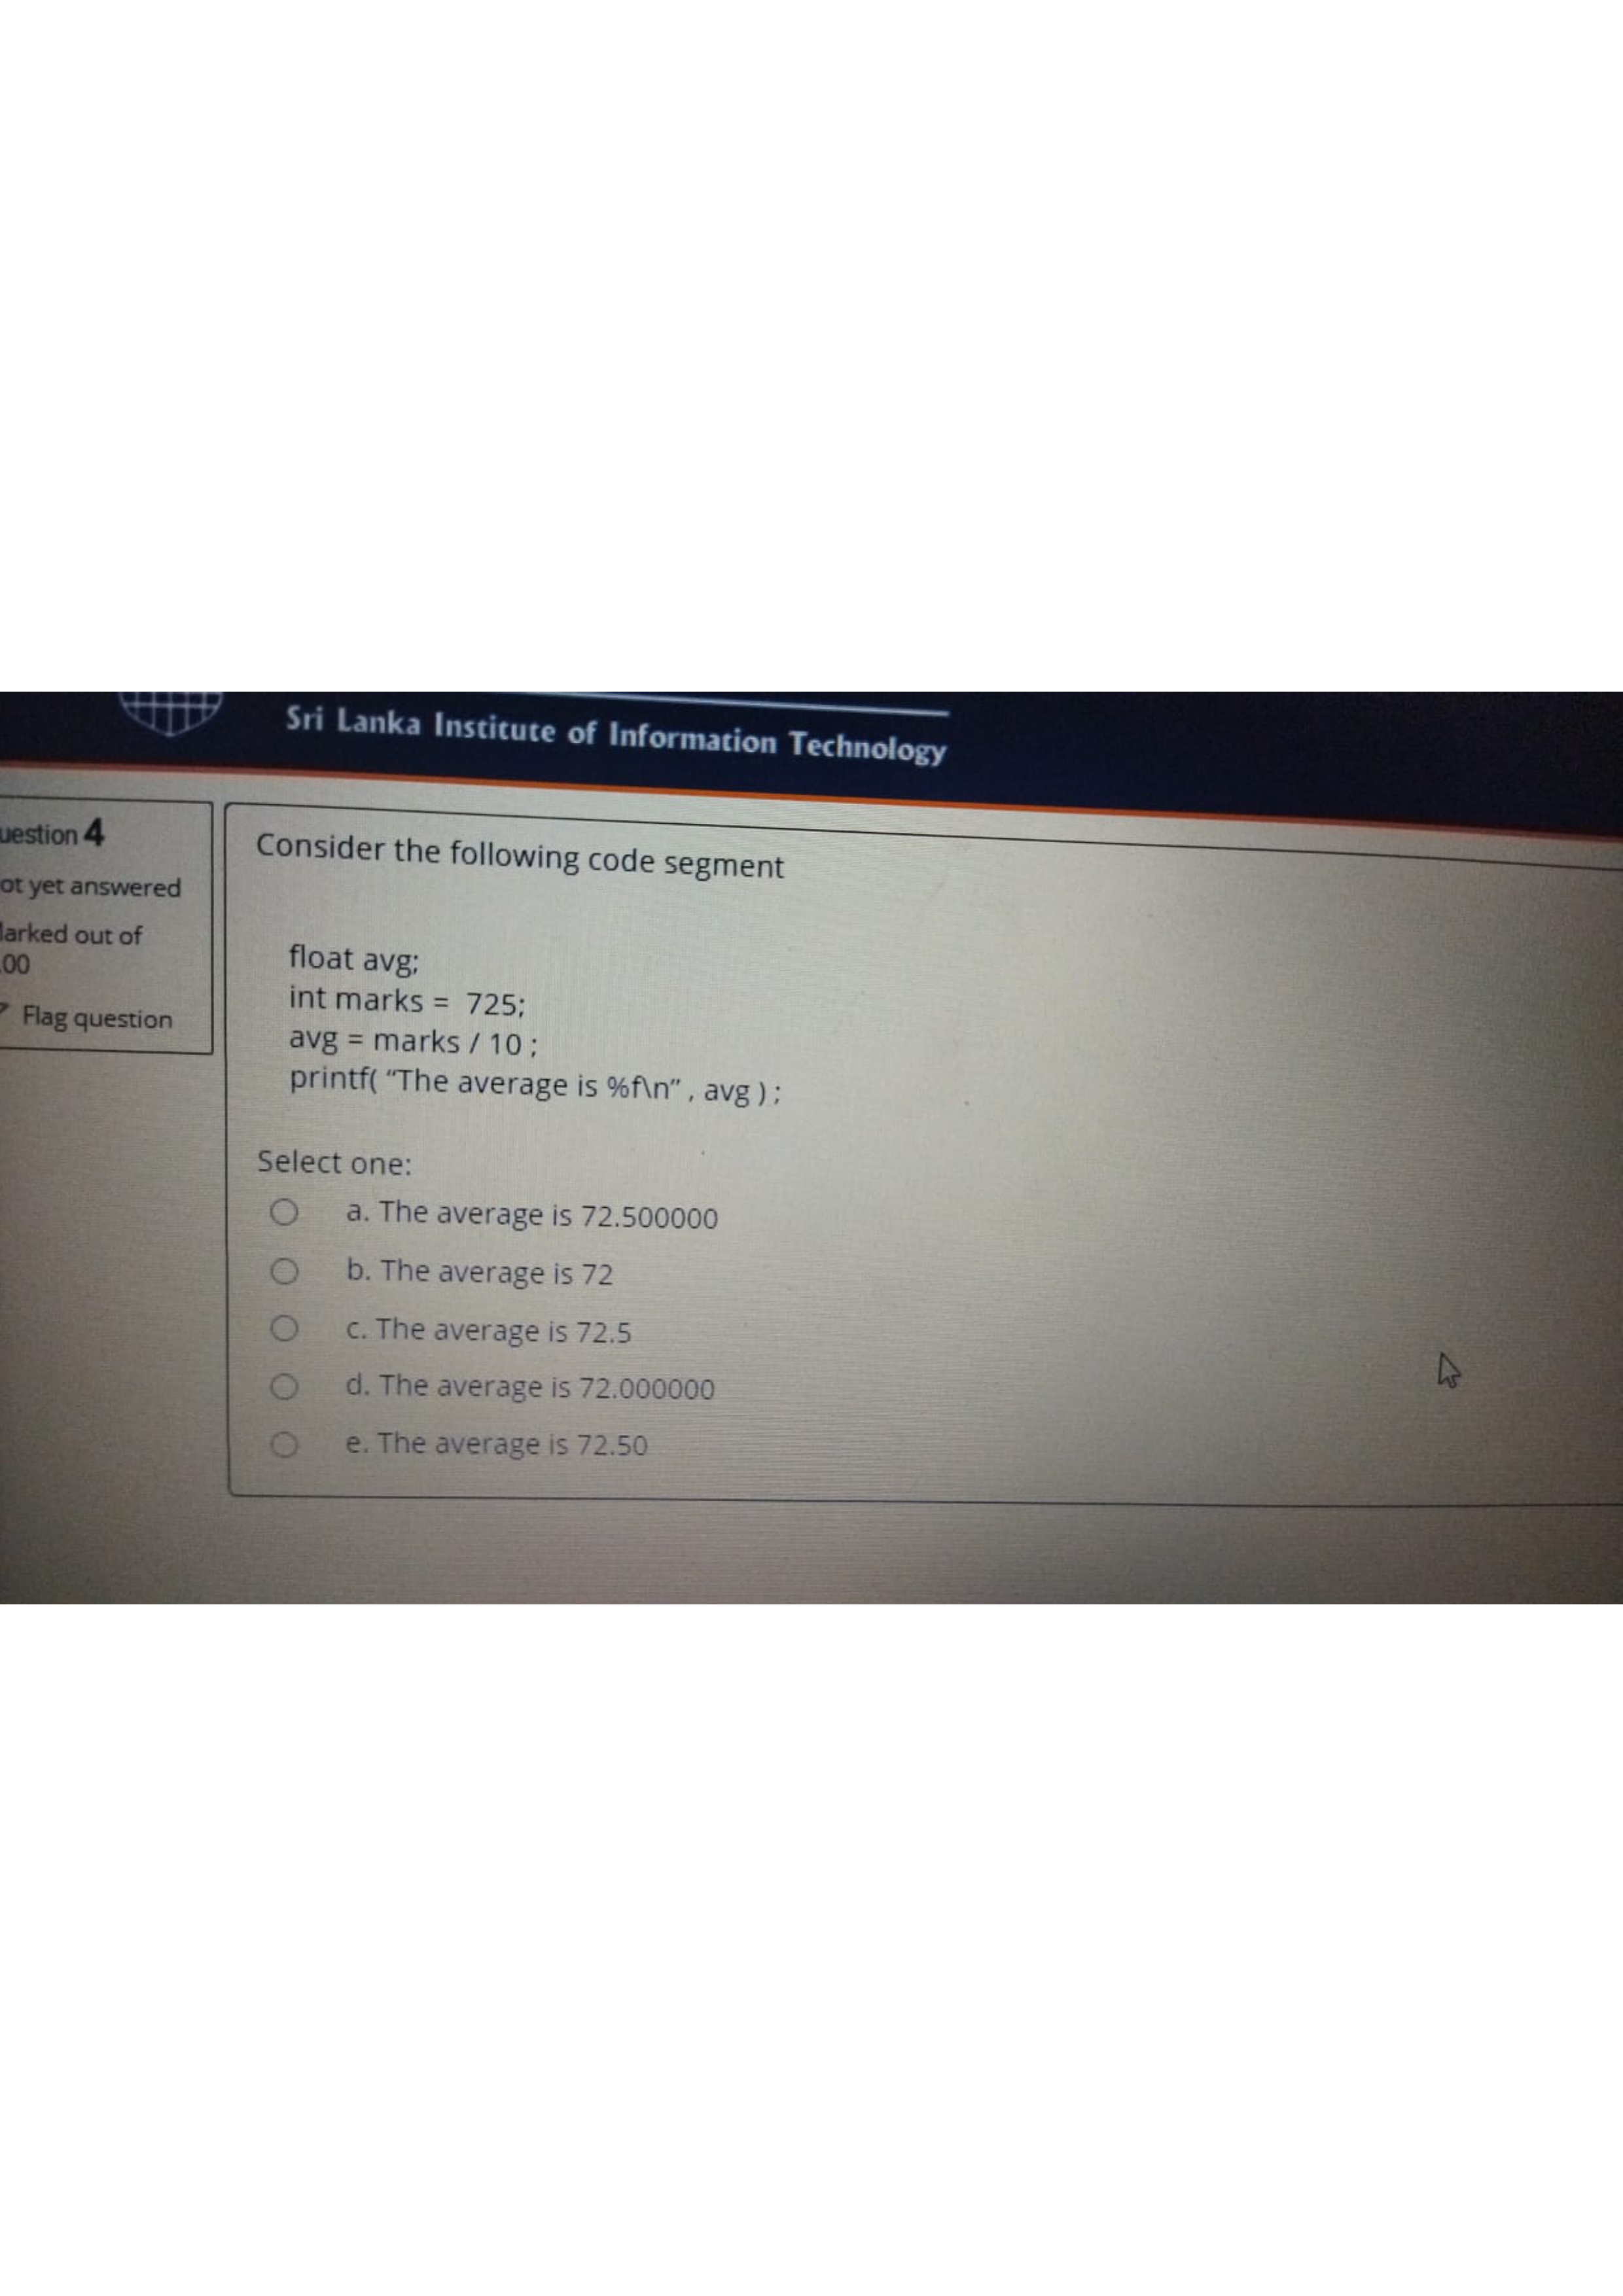 Sri Lanka Institute of Information Technology
uestion 4
ot yet answered
arked out of
.00
Flag question
Consider the following code segment
float avg;
int marks = 725;
avg = marks / 10 ;
printf( “The average is %f\n” , avg ) ;
Select one:
a. The average is 72.500000
b. The average is 72
c. The average is 72.5
d. The average is 72.000000
e. The average is 72.50